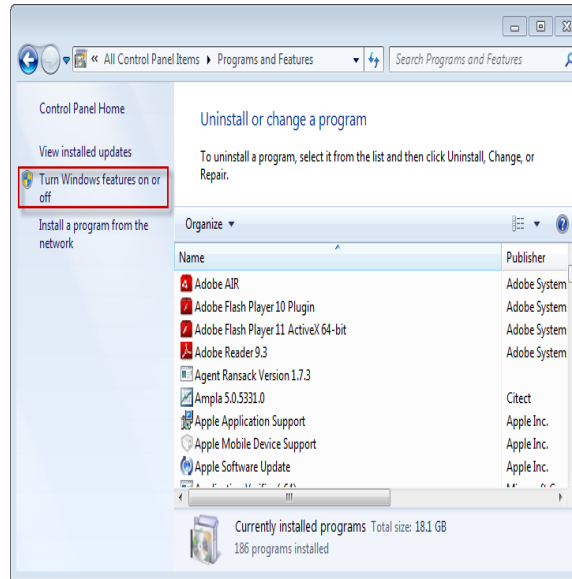 « All Control Panel Items ▸ Programs and Features
Search Programs and Features
Control Panel Home
View installed updates
Turn Windows features on or
off
Install a program from the
network
Uninstall or change a program
To uninstall a program, select it from the list and then click Uninstall, Change, or
Repair.
Organize
Name Publisher
Adobe AIR Adobe System
Adobe Flash Player 10 Plugin Adobe System
Adobe Flash Player 11 ActiveX 64-bit Adobe System
Adobe Reader 9.3 Adobe System
Agent Ransack Version 1.7.3
Ampla 5.0.5331.0 Citect
Apple Application Support Apple Inc.
Apple Mobile Device Support Apple Inc.
Apple Software Update Apple Inc.
Currently installed programs Total size: 18.1 GB
186 programs installed